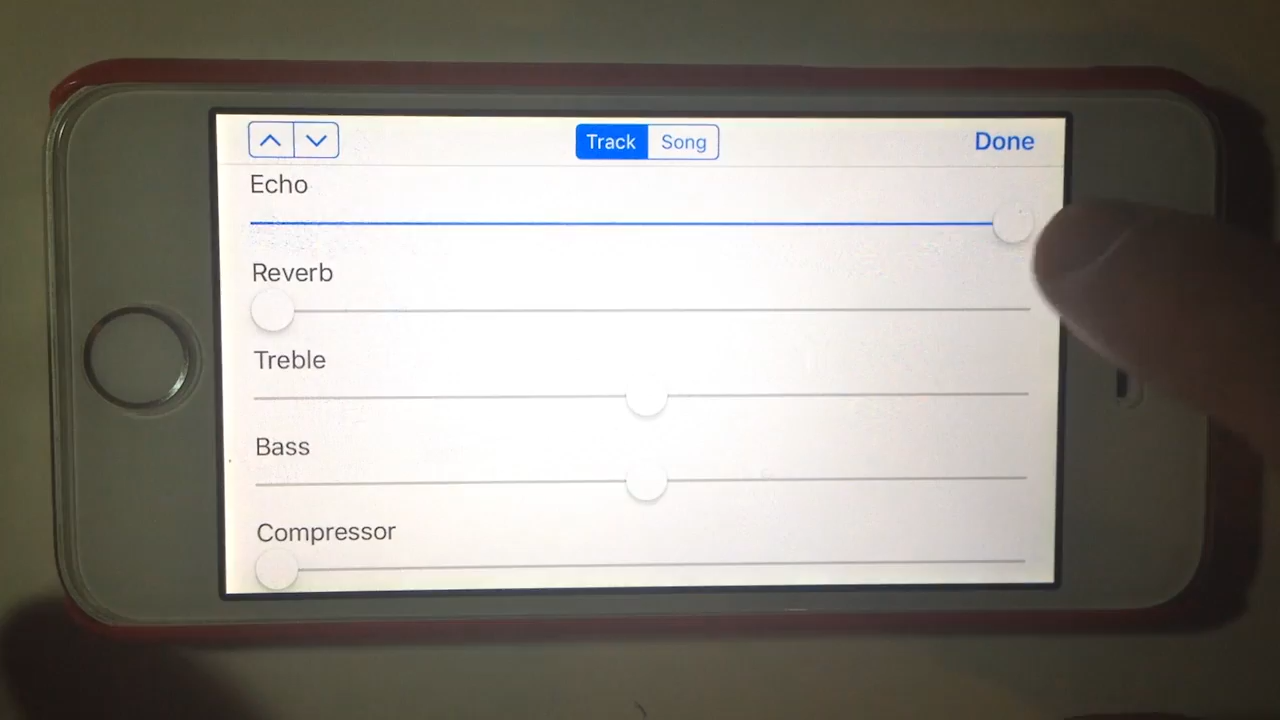 Track Song Done
Echo
Reverb
Treble
Bass
Compressor